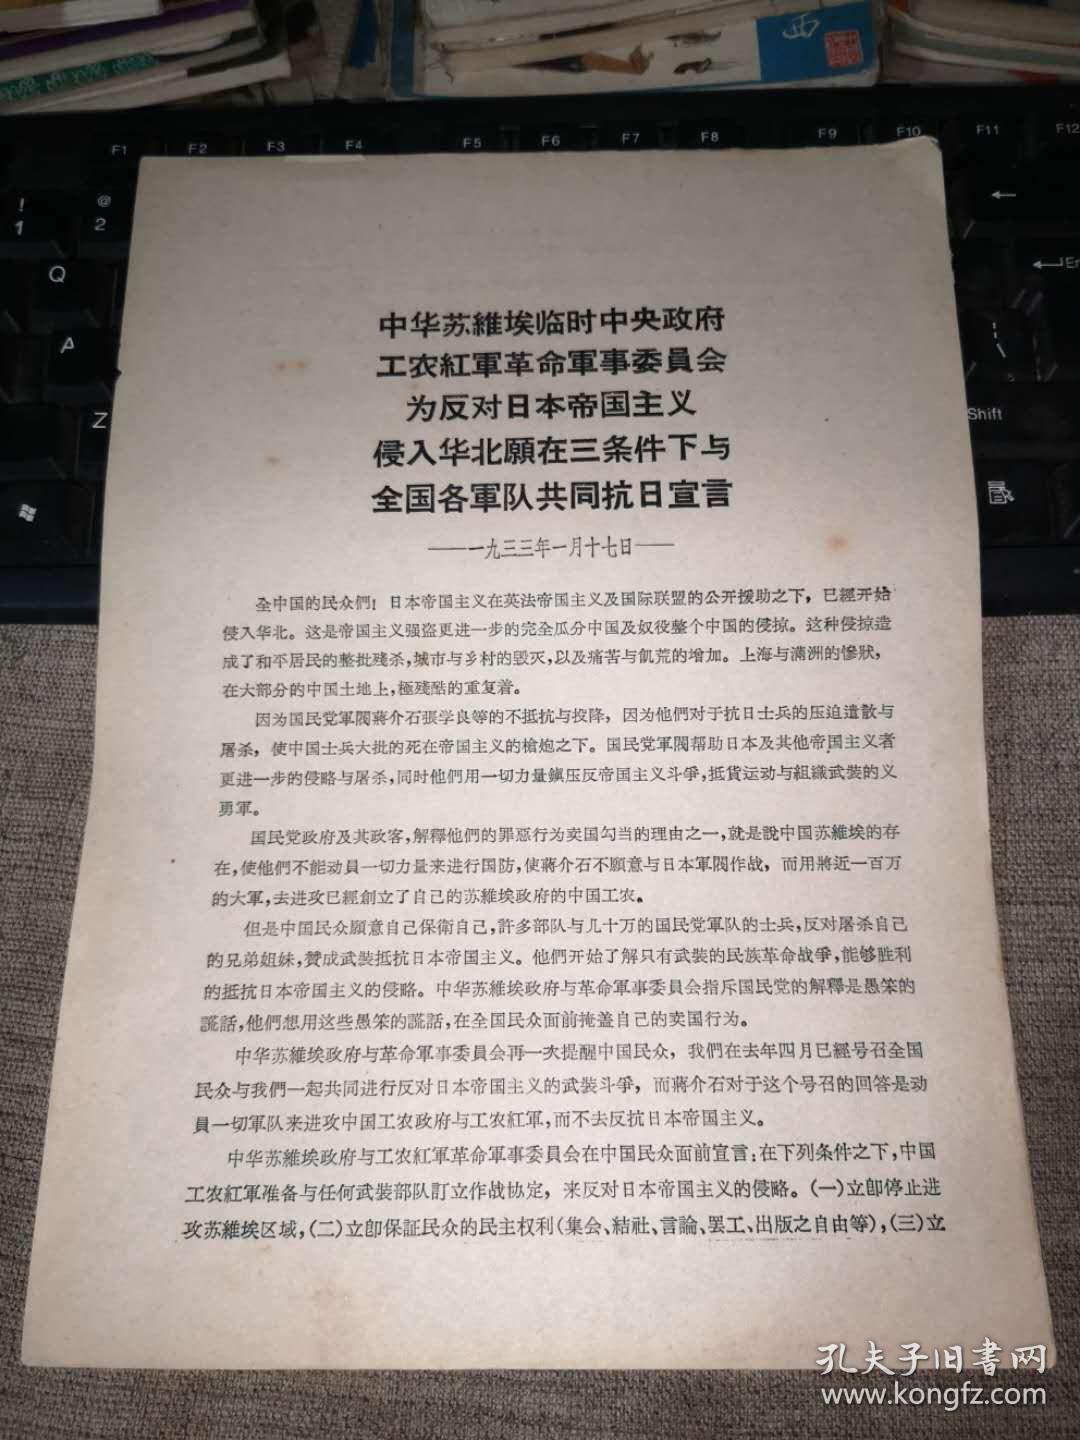 西
F1 F2 F3 F4 F5 F6 F7 F8 F9 F10 F11 F12
!
1
@
2
Q
A
Z
Shift
中华苏維埃临时中央政府
工农紅軍革命軍事委員会
为反对日本帝国主义
侵入华北願在三条件下与
全国各軍队共同抗日宣言
——一九三三年一月十七日——
全中国的民众們！日本帝国主义在英法帝国主义及国际联盟的公开援助之下，已經开始
侵入华北。这是帝国主义强盗更进一步的完全瓜分中国及奴役整个中国的侵掠。这种侵掠造
成了和平居民的整批殘杀，城市与乡村的毁灭，以及痛苦与飢荒的增加。上海与满洲的慘狀，
在大部分的中国土地上，極殘酷的重复着。
因为国民党軍閥蔣介石張学良等的不抵抗与投降，因为他們对于抗日士兵的压迫遣散与
屠杀，使中国士兵大批的死在帝国主义的槍炮之下。国民党軍閥帮助日本及其他帝国主义者
更进一步的侵略与屠杀，同时他們用一切力量鎭压反帝国主义斗爭，抵貨运动与組織武装的义
勇軍。
国民党政府及其政客，解釋他們的罪惡行为卖国勾当的理由之一，就是說中国苏維埃的存
在，使他們不能动員一切力量来进行国防，使蔣介石不願意与日本軍閥作战，而用將近一百万
的大軍，去进攻已經創立了自己的苏維埃政府的中国工农。
但是中国民众願意自己保衛自己，許多部队与几十万的国民党軍队的士兵，反对屠杀自己
的兄弟姐妹，贊成武裝抵抗日本帝国主义。他們开始了解只有武裝的民族革命战爭，能够胜利
的抵抗日本帝国主义的侵略。中华苏維埃政府与革命軍事委員会指斥国民党的解釋是愚笨的
謊話，他們想用这些愚笨的謊話，在全国民众面前掩盖自己的卖国行为。
中华苏維埃政府与革命軍事委員会再一次提醒中国民众，我們在去年四月已經号召全国
民众与我們一起共同进行反对日本帝国主义的武装斗爭，而蔣介石对于这个号召的回答是动
員一切軍队来进攻中国工农政府与工农紅軍，而不去反抗日本帝国主义。
中华苏維埃政府与工农紅軍革命軍事委員会在中国民众面前宣言：在下列条件之下，中国
工农紅軍准备与任何武装部队訂立作战协定，来反对日本帝国主义的侵略。（一）立卽停止进
攻苏維埃区域，（二）立卽保証民众的民主权利（集会、結社、言論、罢工、出版之自由等），（三）立
孔夫子旧書网
www.kongfz.com